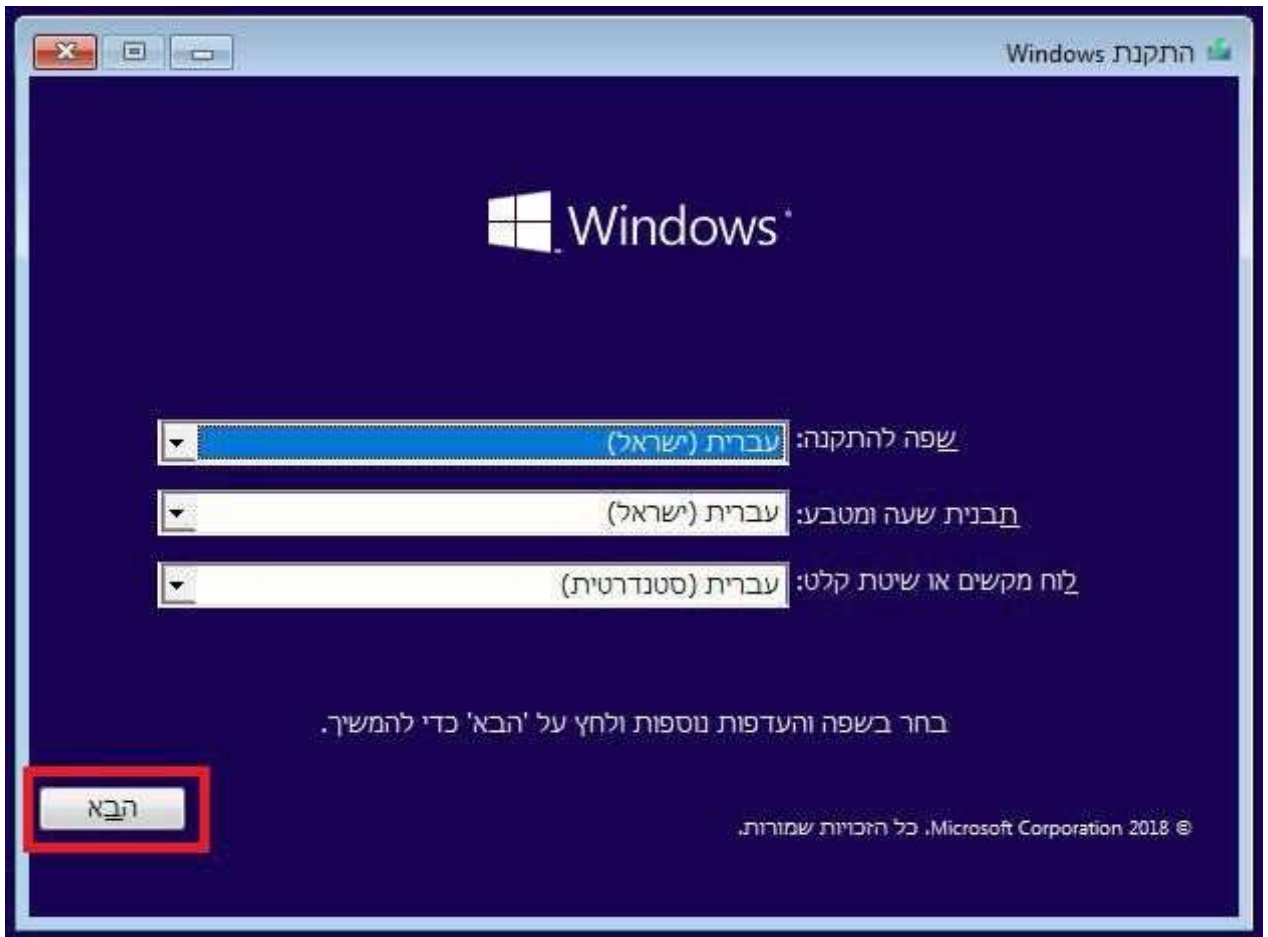 התקנת Windows
Windows
שפה להתקנה: עברית (ישראל)
תבנית שעה ומטבע: עברית (ישראל)
לוח מקשים או שיטת קלט: עברית (סטנדרטית)
בחר בשפה והעדפות נוספות ולחץ על 'הבא' כדי להמשיך.
הבא
© 2018 Microsoft Corporation. כל הזכויות שמורות.